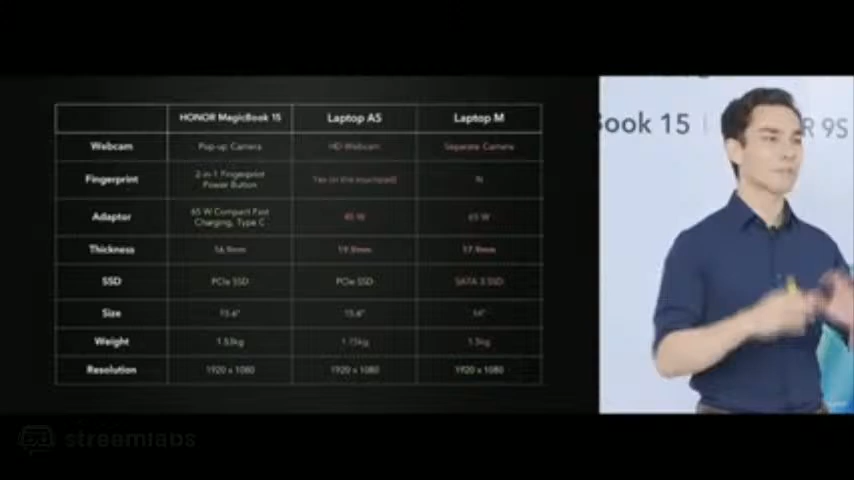 HONOR MagicBook 15 Laptop A5 Laptop M
Webcam Pop-up Camera HD Webcam Separate Camera
Fingerprint 2-in-1 Fingerprint Power Button Yes (in the touchpad) N
Adaptor 65 W Compact Fast Charging, Type C 45 W 65 W
Thickness 16.9mm 19.9mm 17.9mm
SSD PCIe SSD PCIe SSD SATA 3 SSD
Size 15.6" 15.6" 14"
Weight 1.53kg 1.5kg
Resolution 1920 x 1080 1920 x 1080 1920 x 1080
Book 15 | R 9S
streamlabs